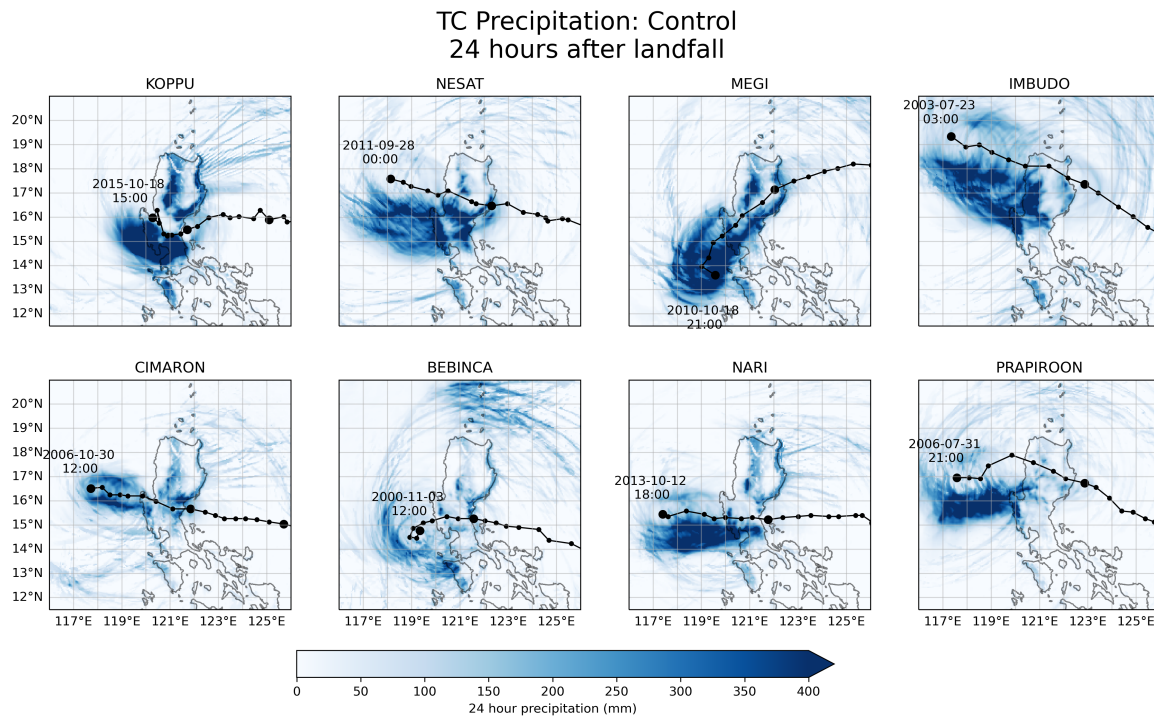 TC Precipitation: Control
24 hours after landfall
KOPPU
NESAT
MEGI
IMBUDO
20°N
19°N
18°N
17°N
16°N
15°N
14°N
13°N
12°N
2015-10-18
15:00
2011-09-28
00:00
2010-10-18
21:00
2003-07-23
03:00
CIMARON
BEBINCA
NARI
PRAPIROON
20°N
19°N
18°N
17°N
16°N
15°N
14°N
13°N
12°N
2006-10-30
12:00
2000-11-03
12:00
2013-10-12
18:00
2006-07-31
21:00
117°E 119°E 121°E 123°E 125°E
117°E 119°E 121°E 123°E 125°E
117°E 119°E 121°E 123°E 125°E
117°E 119°E 121°E 123°E 125°E
0 50 100 150 200 250 300 350 400
24 hour precipitation (mm)